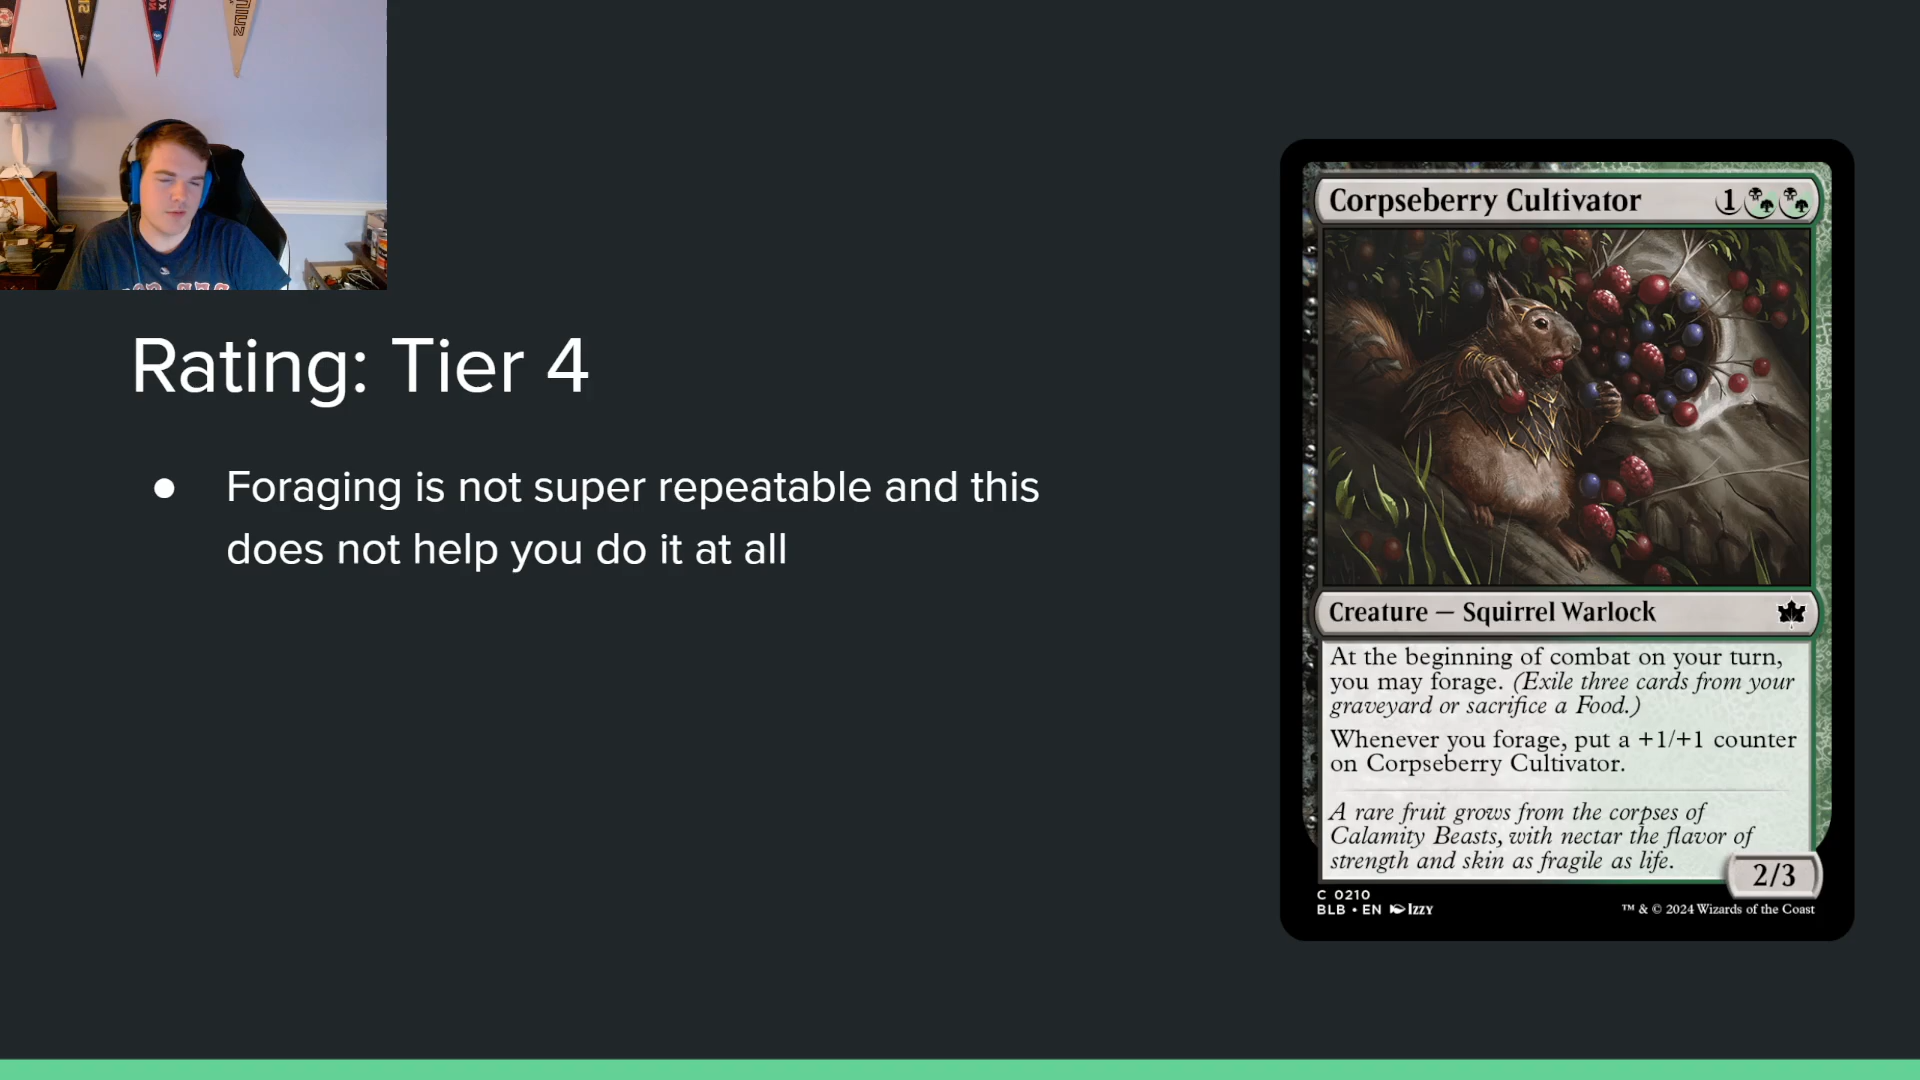 Rating: Tier 4
● Foraging is not super repeatable and this
does not help you do it at all
Corpseberry Cultivator 1
Creature — Squirrel Warlock
At the beginning of combat on your turn,
you may forage. (Exile three cards from your
graveyard or sacrifice a Food.)
Whenever you forage, put a +1/+1 counter
on Corpseberry Cultivator.
A rare fruit grows from the corpses of
Calamity Beasts, with nectar the flavor of
strength and skin as fragile as life.
2/3
C 0210
BLB • EN Izzy
™ & © 2024 Wizards of the Coast